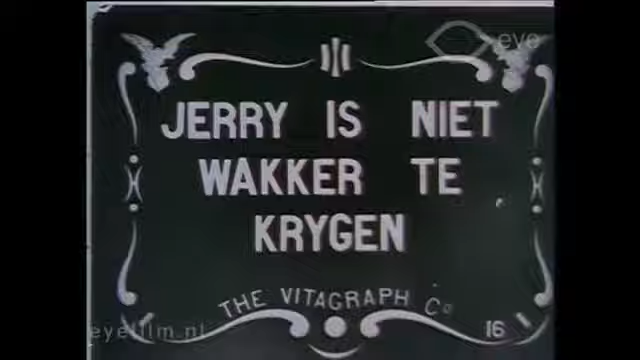 eye
JERRY IS NIET
WAKKER TE
KRYGEN
THE VITAGRAPH Co
16
eyefilm.nl